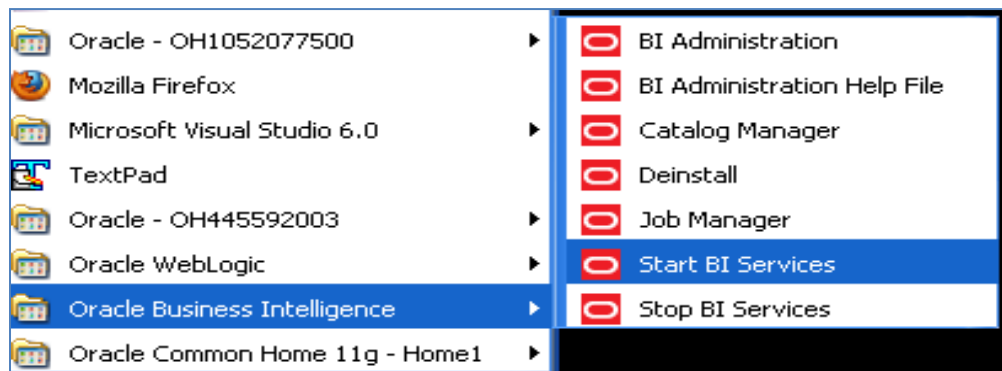 Oracle - OH1052077500
Mozilla Firefox
Microsoft Visual Studio 6.0
TextPad
Oracle - OH445592003
Oracle WebLogic
Oracle Business Intelligence
Oracle Common Home 11g - Home1
BI Administration
BI Administration Help File
Catalog Manager
Deinstall
Job Manager
Start BI Services
Stop BI Services